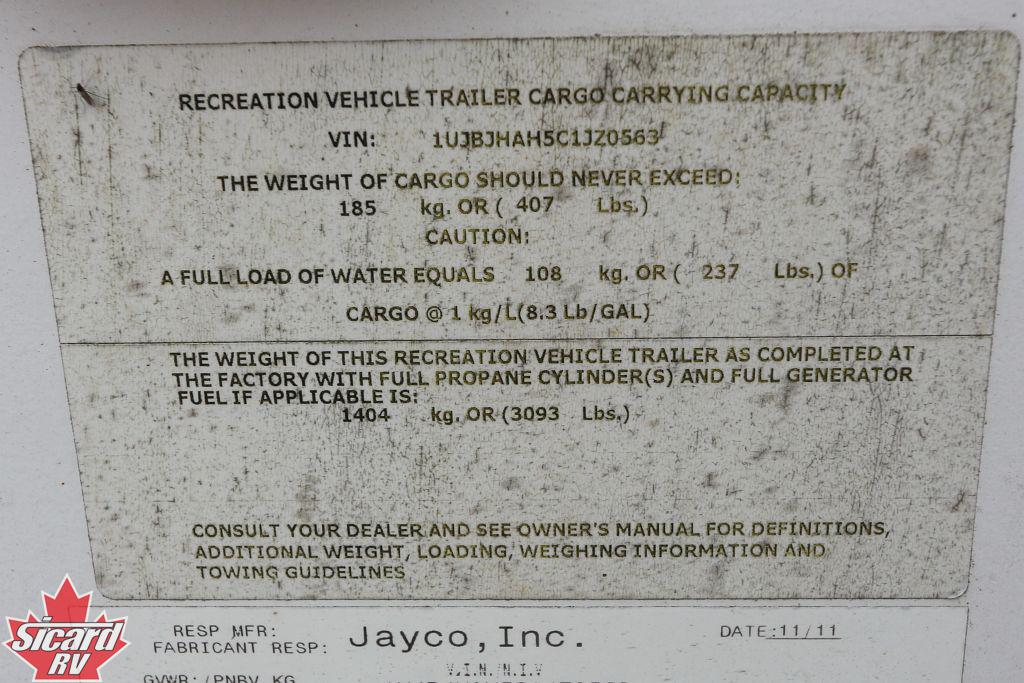 RECREATION VEHICLE TRAILER CARGO CARRYING CAPACITY
VIN: 1UJBJHAH5C1JZ0563
THE WEIGHT OF CARGO SHOULD NEVER EXCEED:
185 kg. OR ( 407 Lbs.)
CAUTION:
A FULL LOAD OF WATER EQUALS 108 kg. OR ( 237 Lbs.) OF
CARGO @ 1 kg/L(8.3 Lb/GAL)
THE WEIGHT OF THIS RECREATION VEHICLE TRAILER AS COMPLETED AT
THE FACTORY WITH FULL PROPANE CYLINDER(S) AND FULL GENERATOR
FUEL IF APPLICABLE IS:
1404 kg. OR (3093 Lbs.)
CONSULT YOUR DEALER AND SEE OWNER'S MANUAL FOR DEFINITIONS,
ADDITIONAL WEIGHT, LOADING, WEIGHING INFORMATION AND
TOWING GUIDELINES
RESP MFR:
FABRICANT RESP: Jayco,Inc. DATE:11/11
V.I.N./N.I.V
GVWR:/PNBV KG
Sicard
RV